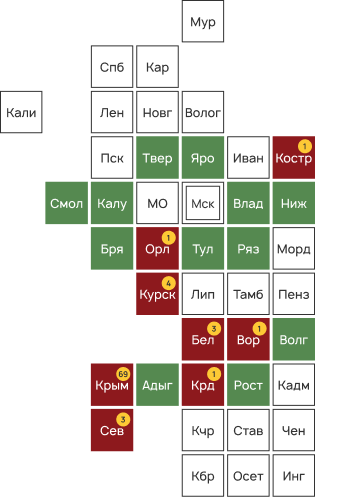 Мур
Спб Кар
Кали Лен Новг Волог
Пск Твер Яро Иван Костр 1
Смол Калу МО Мск Влад Ниж
Бря Орл 1 Тул Ряз Морд
Курск 4 Лип Тамб Пенз
Бел 3 Вор 1 Волг
Крым 69 Адыг Крд 1 Рост Кадм
Сев 3 Кчр Став Чен
Кбр Осет Инг